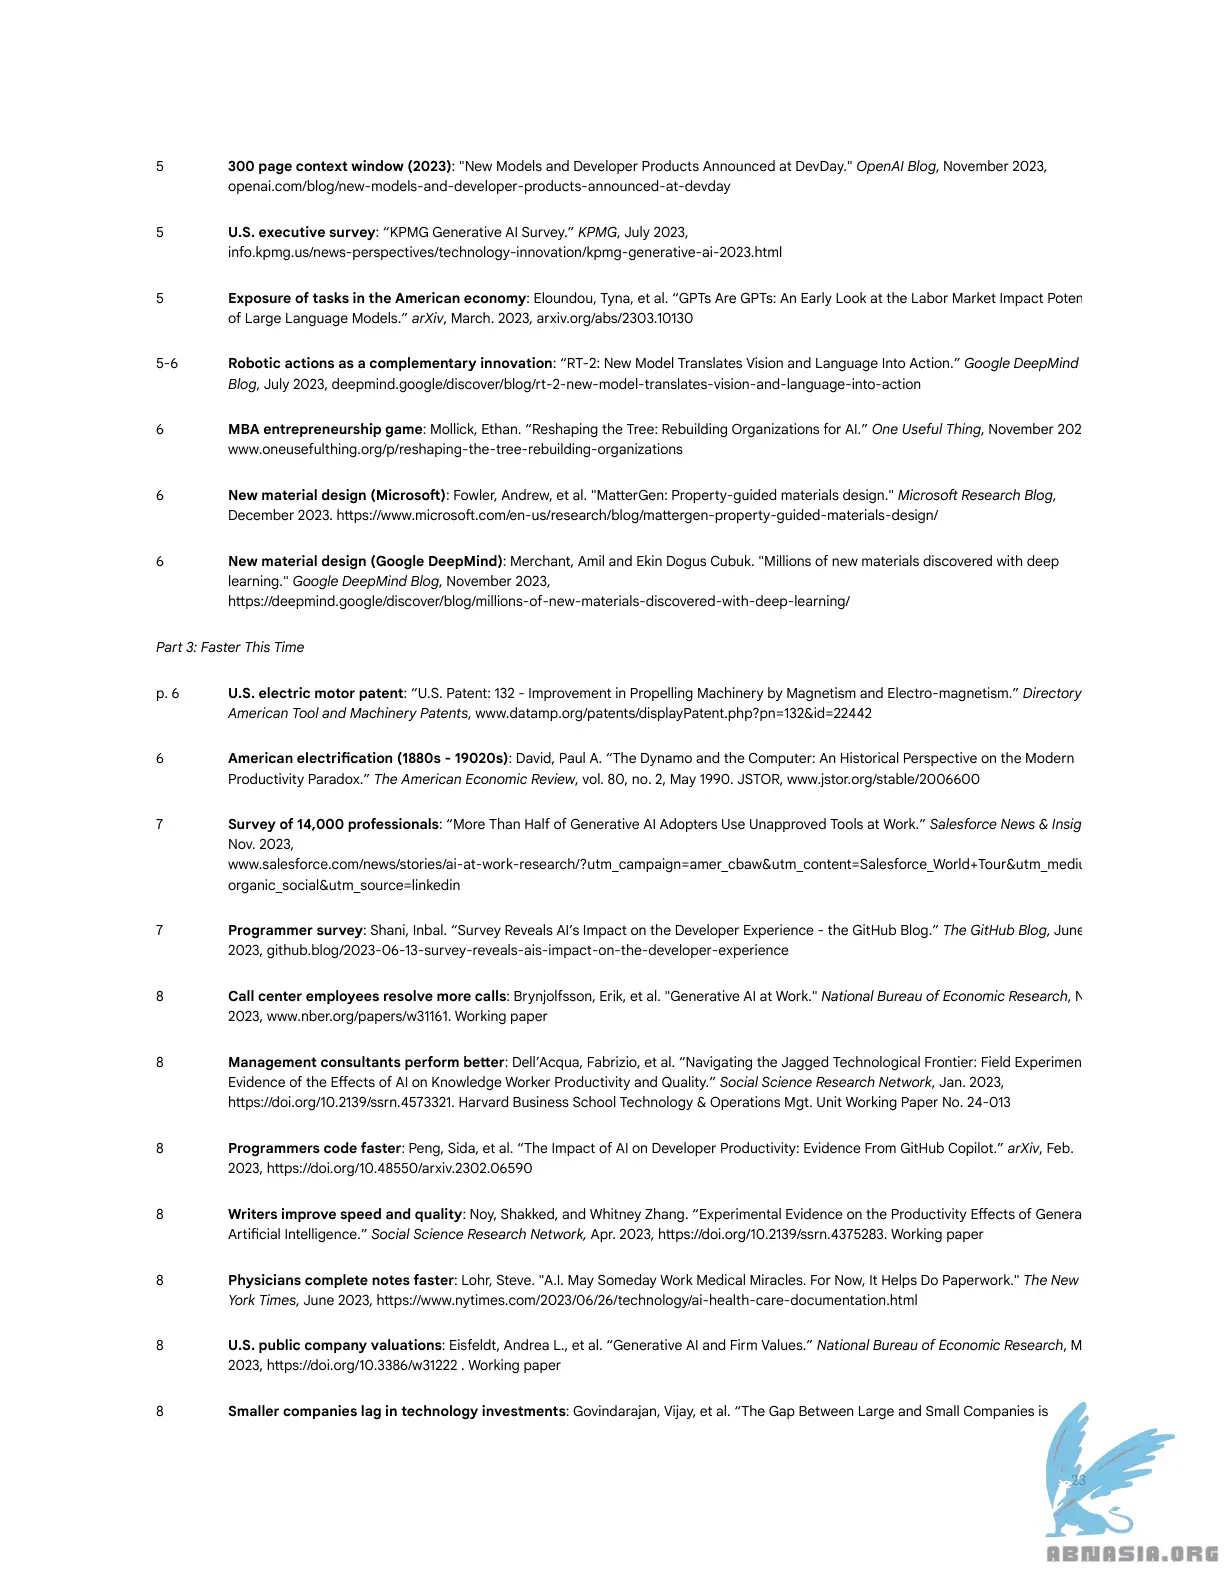 5 300 page context window (2023): "New Models and Developer Products Announced at DevDay." OpenAI Blog, November 2023,
openai.com/blog/new-models-and-developer-products-announced-at-devday
5 U.S. executive survey: “KPMG Generative AI Survey.” KPMG, July 2023,
info.kpmg.us/news-perspectives/technology-innovation/kpmg-generative-ai-2023.html
5 Exposure of tasks in the American economy: Eloundou, Tyna, et al. “GPTs Are GPTs: An Early Look at the Labor Market Impact Poten
of Large Language Models.” arXiv, March. 2023, arxiv.org/abs/2303.10130
5-6 Robotic actions as a complementary innovation: “RT-2: New Model Translates Vision and Language Into Action.” Google DeepMind
Blog, July 2023, deepmind.google/discover/blog/rt-2-new-model-translates-vision-and-language-into-action
6 MBA entrepreneurship game: Mollick, Ethan. “Reshaping the Tree: Rebuilding Organizations for AI.” One Useful Thing, November 202
www.oneusefulthing.org/p/reshaping-the-tree-rebuilding-organizations
6 New material design (Microsoft): Fowler, Andrew, et al. "MatterGen: Property-guided materials design." Microsoft Research Blog,
December 2023. https://www.microsoft.com/en-us/research/blog/mattergen-property-guided-materials-design/
6 New material design (Google DeepMind): Merchant, Amil and Ekin Dogus Cubuk. "Millions of new materials discovered with deep
learning." Google DeepMind Blog, November 2023,
https://deepmind.google/discover/blog/millions-of-new-materials-discovered-with-deep-learning/
Part 3: Faster This Time
p. 6 U.S. electric motor patent: “U.S. Patent: 132 - Improvement in Propelling Machinery by Magnetism and Electro-magnetism.” Directory
American Tool and Machinery Patents, www.datamp.org/patents/displayPatent.php?pn=132&id=22442
6 American electrification (1880s - 19020s): David, Paul A. “The Dynamo and the Computer: An Historical Perspective on the Modern
Productivity Paradox.” The American Economic Review, vol. 80, no. 2, May 1990. JSTOR, www.jstor.org/stable/2006600
7 Survey of 14,000 professionals: “More Than Half of Generative AI Adopters Use Unapproved Tools at Work.” Salesforce News & Insig
Nov. 2023,
www.salesforce.com/news/stories/ai-at-work-research/?utm_campaign=amer_cbaw&utm_content=Salesforce_World+Tour&utm_mediu
organic_social&utm_source=linkedin
7 Programmer survey: Shani, Inbal. “Survey Reveals AI’s Impact on the Developer Experience - the GitHub Blog.” The GitHub Blog, June
2023, github.blog/2023-06-13-survey-reveals-ais-impact-on-the-developer-experience
8 Call center employees resolve more calls: Brynjolfsson, Erik, et al. "Generative AI at Work." National Bureau of Economic Research, N
2023, www.nber.org/papers/w31161. Working paper
8 Management consultants perform better: Dell’Acqua, Fabrizio, et al. “Navigating the Jagged Technological Frontier: Field Experimen
Evidence of the Effects of AI on Knowledge Worker Productivity and Quality.” Social Science Research Network, Jan. 2023,
https://doi.org/10.2139/ssrn.4573321. Harvard Business School Technology & Operations Mgt. Unit Working Paper No. 24-013
8 Programmers code faster: Peng, Sida, et al. “The Impact of AI on Developer Productivity: Evidence From GitHub Copilot.” arXiv, Feb.
2023, https://doi.org/10.48550/arxiv.2302.06590
8 Writers improve speed and quality: Noy, Shakked, and Whitney Zhang. “Experimental Evidence on the Productivity Effects of Genera
Artificial Intelligence.” Social Science Research Network, Apr. 2023, https://doi.org/10.2139/ssrn.4375283. Working paper
8 Physicians complete notes faster: Lohr, Steve. "A.I. May Someday Work Medical Miracles. For Now, It Helps Do Paperwork." The New
York Times, June 2023, https://www.nytimes.com/2023/06/26/technology/ai-health-care-documentation.html
8 U.S. public company valuations: Eisfeldt, Andrea L., et al. “Generative AI and Firm Values.” National Bureau of Economic Research, M
2023, https://doi.org/10.3386/w31222 . Working paper
8 Smaller companies lag in technology investments: Govindarajan, Vijay, et al. “The Gap Between Large and Small Companies is
23
ABNASIA.ORG